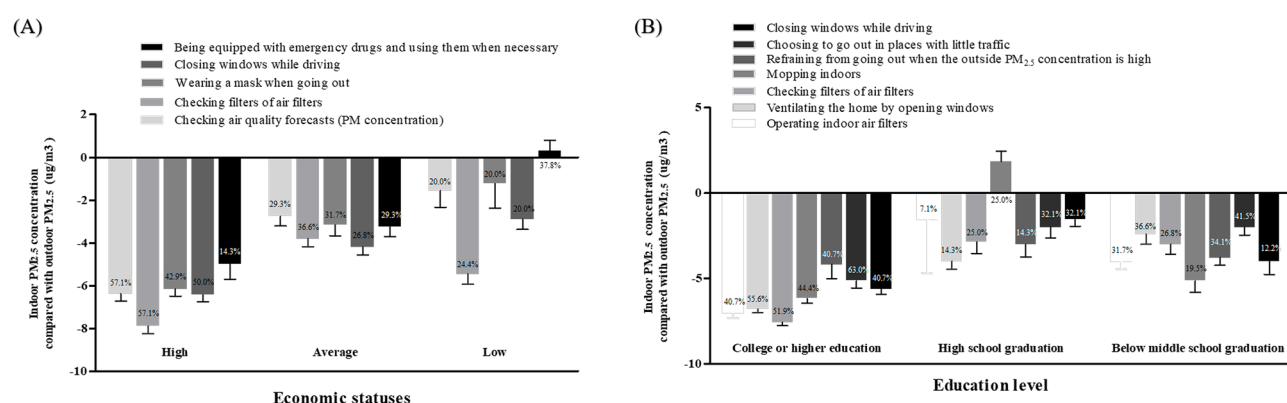 (A)
Being equipped with emergency drugs and using them when necessary
Closing windows while driving
Wearing a mask when going out
Checking filters of air filters
Checking air quality forecasts (PM concentration)
Indoor PM2.5 concentration
compared with outdoor PM2.5 (ug/m3)
2
0
-2
-4
-6
-8
-10
57.1%
57.1%
42.9%
50.0%
14.3%
29.3%
36.6%
31.7%
26.8%
29.3%
20.0%
24.4%
20.0%
20.0%
37.8%
High Average Low
Economic statuses
(B)
Closing windows while driving
Choosing to go out in places with little traffic
Refraining from going out when the outside PM2.5 concentration is high
Mopping indoors
Checking filters of air filters
Ventilating the home by opening windows
Operating indoor air filters
Indoor PM2.5 concentration
compared with outdoor PM2.5 (ug/m3)
5
0
-5
-10
40.7%
55.6%
51.9%
44.4%
40.7%
63.0%
40.7%
7.1%
14.3%
25.0%
25.0%
14.3%
32.1%
32.1%
31.7%
36.6%
26.8%
19.5%
34.1%
41.5%
12.2%
College or higher education High school graduation Below middle school graduation
Education level